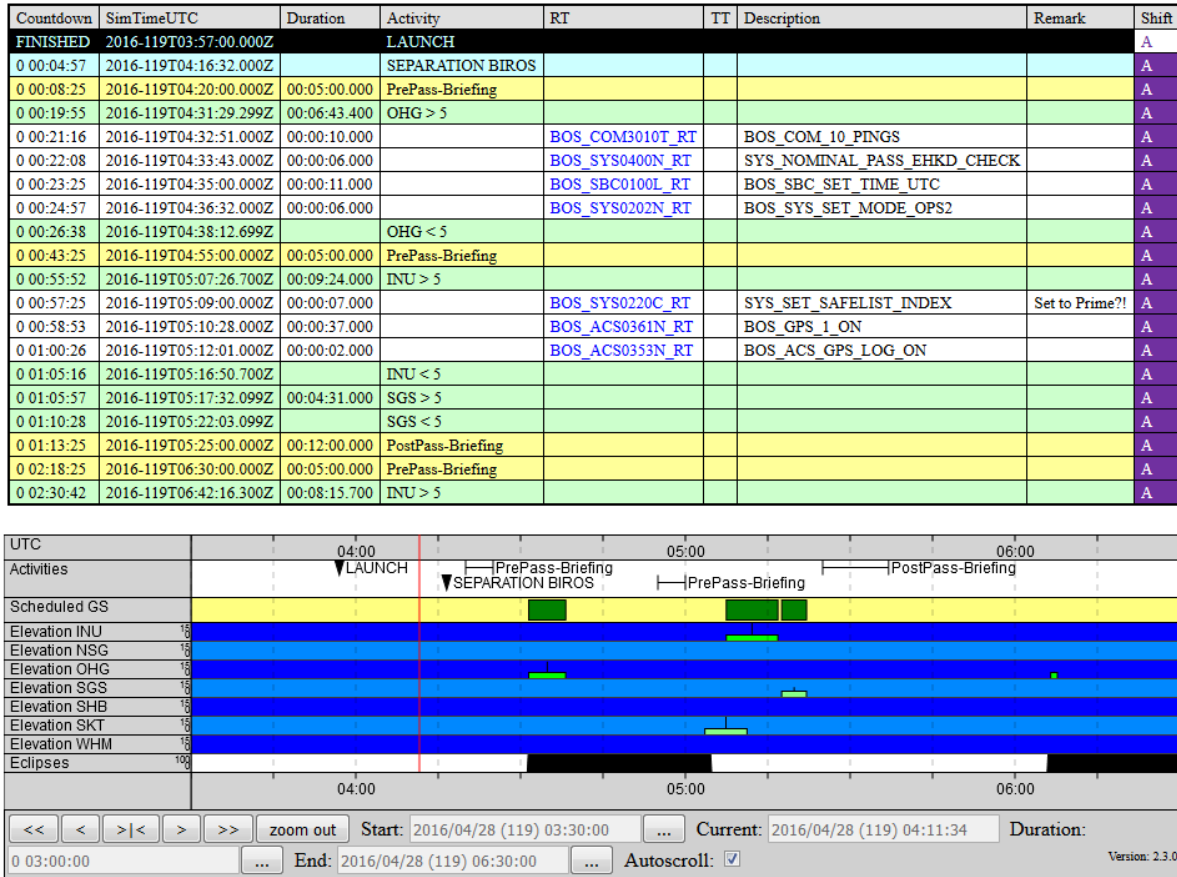 Countdown SimTimeUTC Duration Activity RT TT Description Remark Shift
FINISHED 2016-119T03:57:00.000Z LAUNCH A
0 00:04:57 2016-119T04:16:32.000Z SEPARATION BIROS A
0 00:08:25 2016-119T04:20:00.000Z 00:05:00.000 PrePass-Briefing A
0 00:19:55 2016-119T04:31:29.299Z 00:06:43.400 OHG > 5 A
0 00:21:16 2016-119T04:32:51.000Z 00:00:10.000 BOS_COM3010T_RT BOS_COM_10_PINGS A
0 00:22:08 2016-119T04:33:43.000Z 00:00:06.000 BOS_SYS0400N_RT SYS_NOMINAL_PASS_EHKD_CHECK A
0 00:23:25 2016-119T04:35:00.000Z 00:00:11.000 BOS_SBC0100L_RT BOS_SBC_SET_TIME_UTC A
0 00:24:57 2016-119T04:36:32.000Z 00:00:06.000 BOS_SYS0202N_RT BOS_SYS_SET_MODE_OPS2 A
0 00:26:38 2016-119T04:38:12.699Z OHG < 5 A
0 00:43:25 2016-119T04:55:00.000Z 00:05:00.000 PrePass-Briefing A
0 00:55:52 2016-119T05:07:26.700Z 00:09:24.000 INU > 5 A
0 00:57:25 2016-119T05:09:00.000Z 00:00:07.000 BOS_SYS0220C_RT SYS_SET_SAFELIST_INDEX Set to Prime?! A
0 00:58:53 2016-119T05:10:28.000Z 00:00:37.000 BOS_ACS0361N_RT BOS_GPS_1_ON A
0 01:00:26 2016-119T05:12:01.000Z 00:00:02.000 BOS_ACS0353N_RT BOS_ACS_GPS_LOG_ON A
0 01:05:16 2016-119T05:16:50.700Z INU < 5 A
0 01:05:57 2016-119T05:17:32.099Z 00:04:31.000 SGS > 5 A
0 01:10:28 2016-119T05:22:03.099Z SGS < 5 A
0 01:13:25 2016-119T05:25:00.000Z 00:12:00.000 PostPass-Briefing A
0 02:18:25 2016-119T06:30:00.000Z 00:05:00.000 PrePass-Briefing A
0 02:30:42 2016-119T06:42:16.300Z 00:08:15.700 INU > 5 A
UTC 04:00 05:00 06:00
Activities LAUNCH PrePass-Briefing PostPass-Briefing
SEPARATION BIROS PrePass-Briefing
Scheduled GS
Elevation INU 15 0
Elevation NSG 15 0
Elevation OHG 15 0
Elevation SGS 15 0
Elevation SHB 15 0
Elevation SKT 15 0
Elevation WHM 15 0
Eclipses 100 0
04:00 05:00 06:00
<< < >|< > >> zoom out Start: 2016/04/28 (119) 03:30:00 ... Current: 2016/04/28 (119) 04:11:34 Duration:
0 03:00:00 ... End: 2016/04/28 (119) 06:30:00 ... Autoscroll: Version: 2.3.0